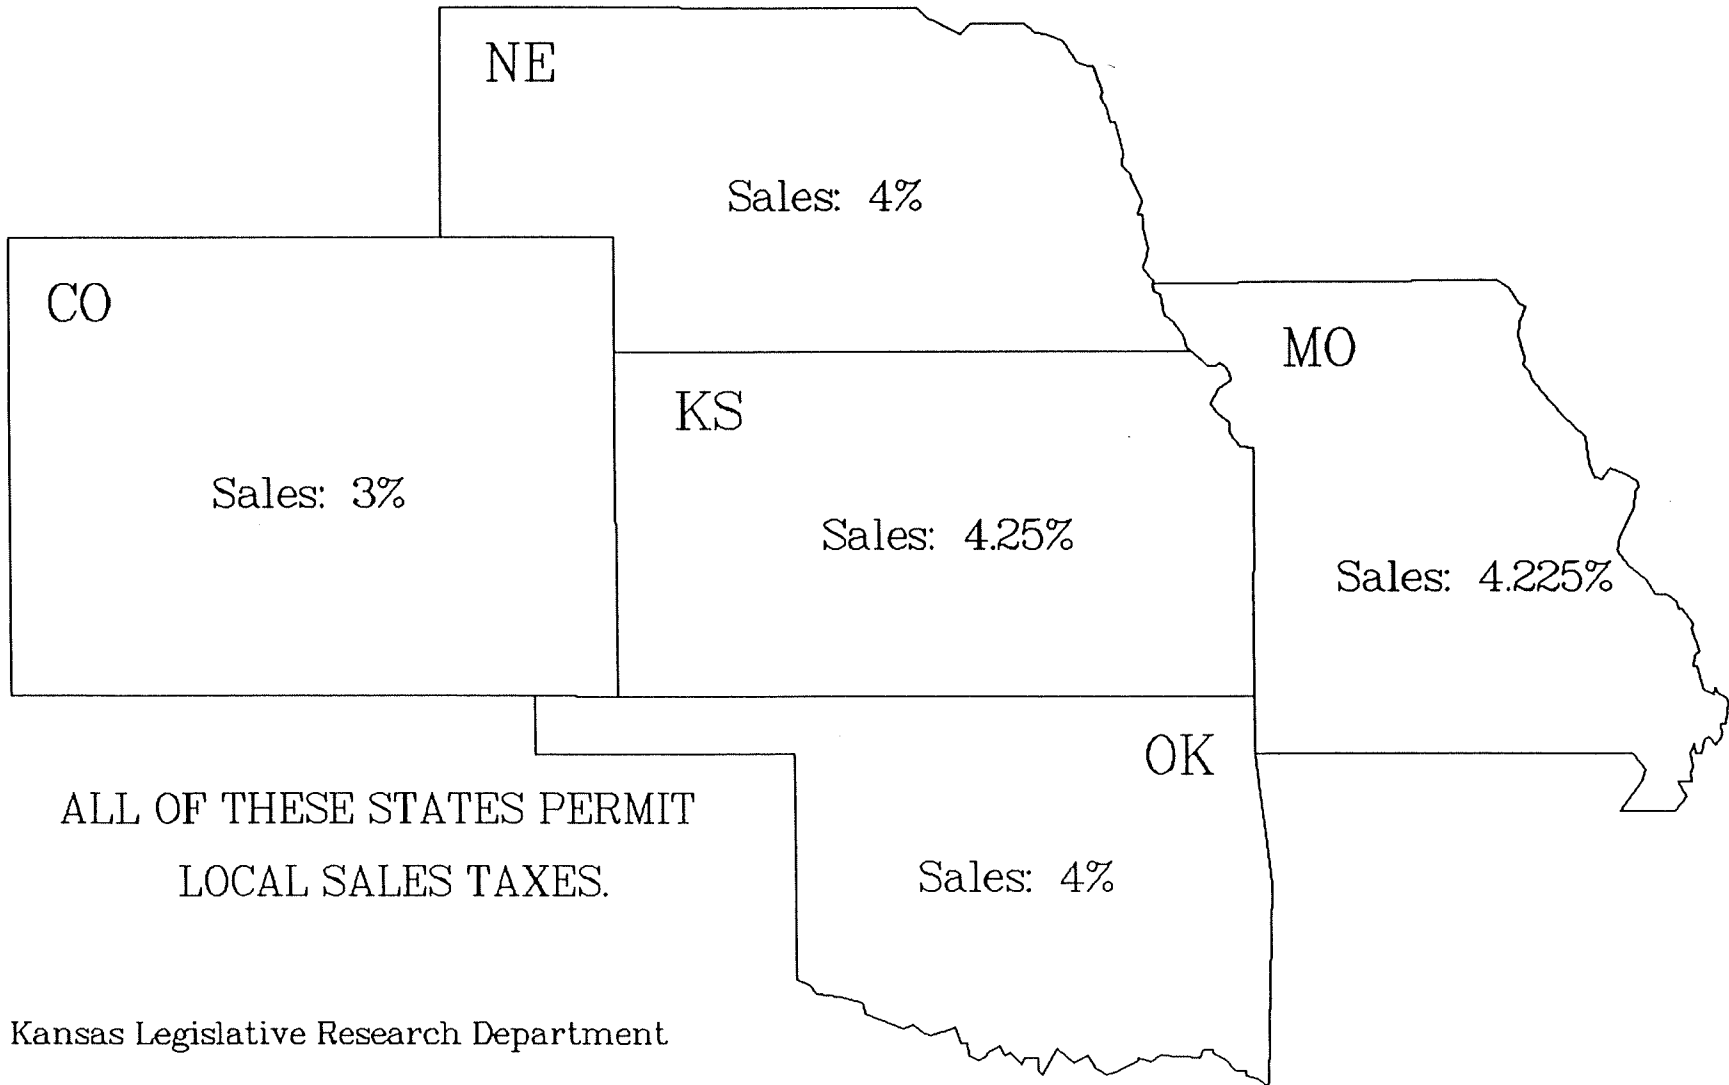 NE
Sales: 4%
CO
Sales: 3%
KS
Sales: 4.25%
MO
Sales: 4.225%
OK
Sales: 4%
ALL OF THESE STATES PERMIT
LOCAL SALES TAXES.
Kansas Legislative Research Department